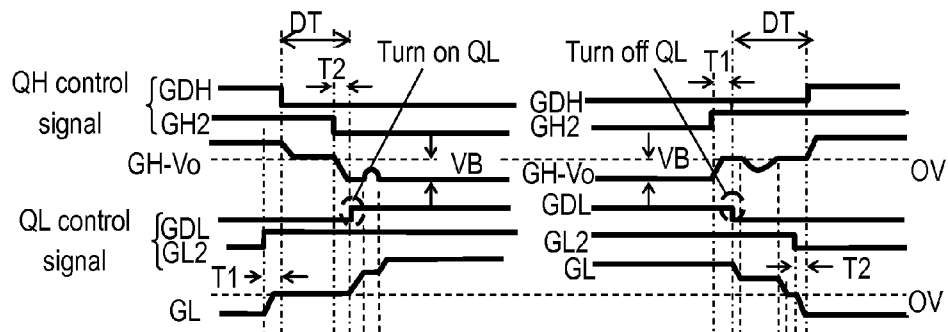 DT
T2
Turn on QL
QH control
signal
GDH
GH2
GH-Vo
VB
QL control
signal
GDL
GL2
T1
GL
DT
T1
Turn off QL
GDH
GH2
VB
GH-Vo
OV
GDL
GL2
GL
T2
OV